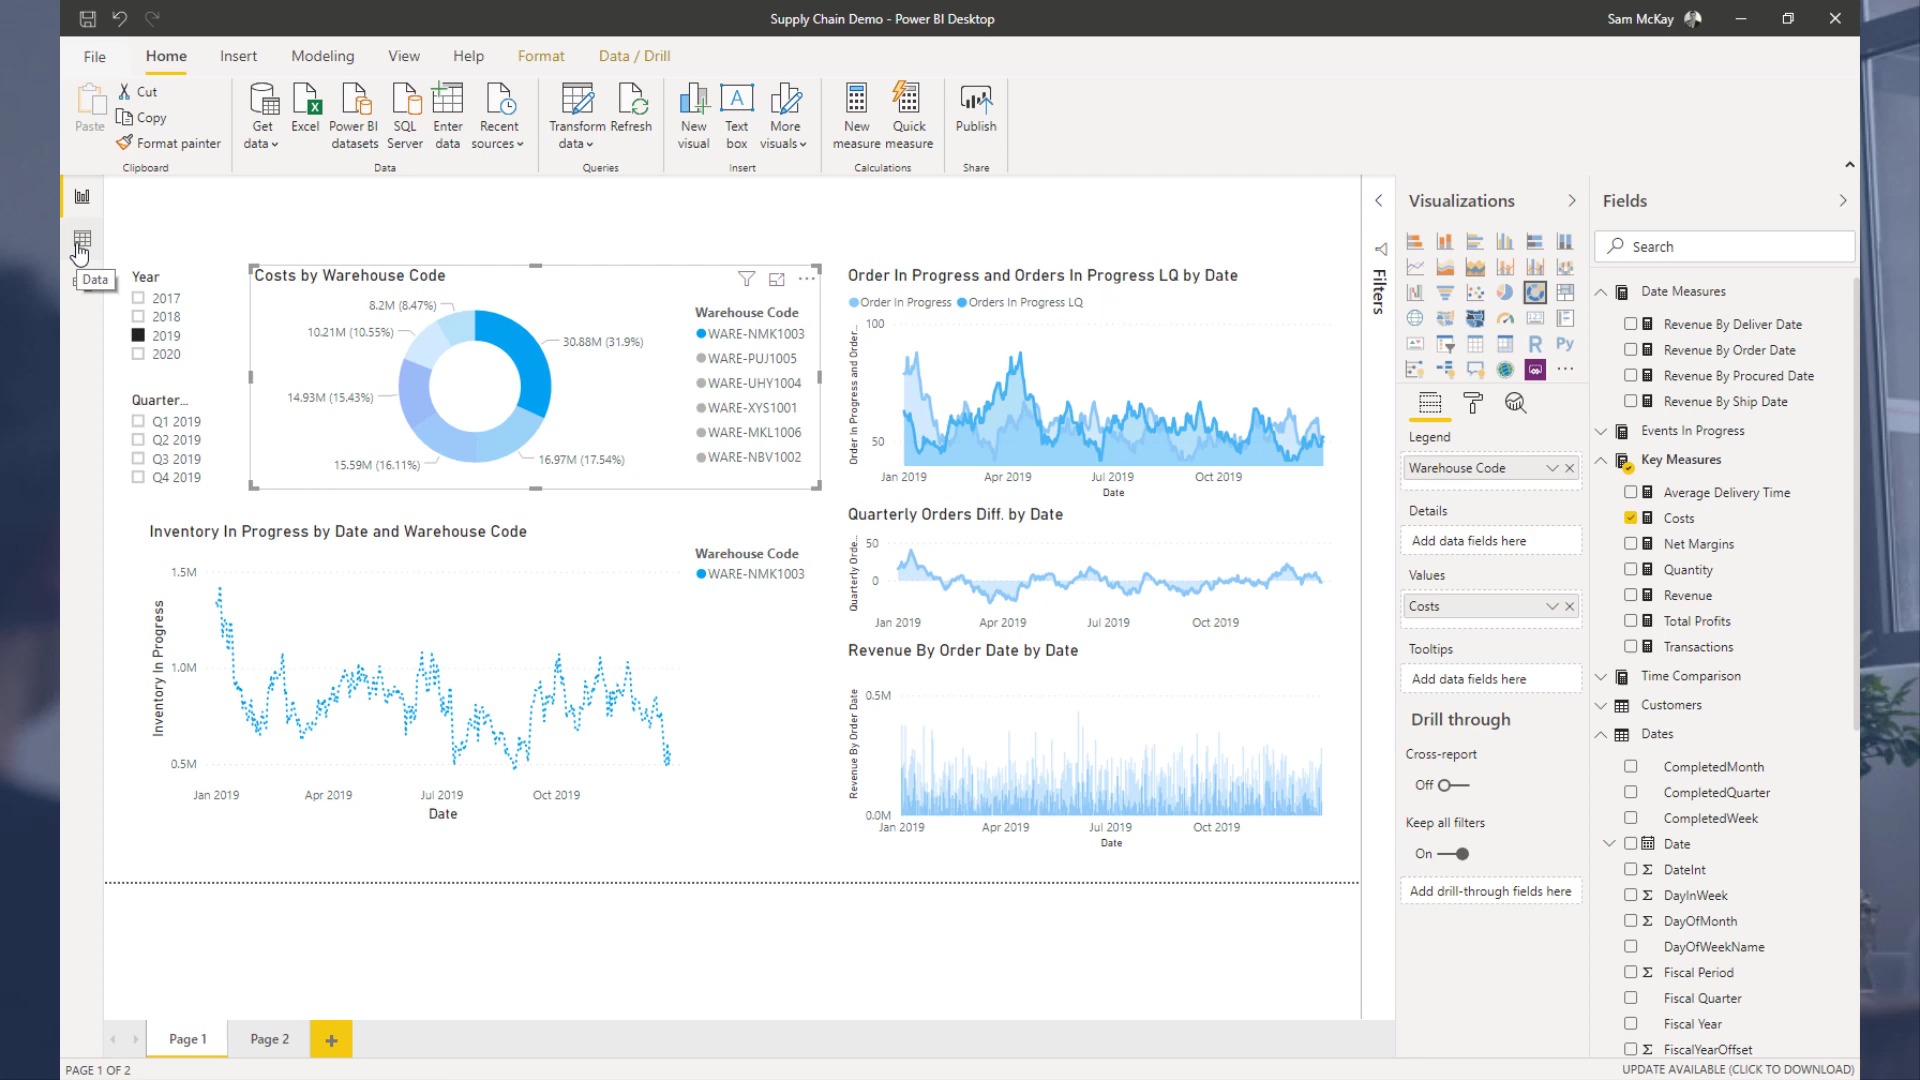 Supply Chain Demo - Power BI Desktop
Sam McKay
File
Home
Insert
Modeling
View
Help
Format
Data / Drill
Paste
Cut
Copy
Format painter
Clipboard
Get data
Excel
Power BI datasets
SQL Server
Enter data
Recent sources
Data
Transform data
Refresh
Queries
New visual
Text box
More visuals
Insert
New measure
Quick measure
Calculations
Publish
Share
Data
Year
2017
2018
2019
2020
Quarter...
Q1 2019
Q2 2019
Q3 2019
Q4 2019
Costs by Warehouse Code
8.2M (8.47%)
10.21M (10.55%)
30.88M (31.9%)
14.93M (15.43%)
15.59M (16.11%)
16.97M (17.54%)
Warehouse Code
WARE-NMK1003
WARE-PUJ1005
WARE-UHY1004
WARE-XYS1001
WARE-MKL1006
WARE-NBV1002
Inventory In Progress by Date and Warehouse Code
Warehouse Code
WARE-NMK1003
Inventory In Progress
1.5M
1.0M
0.5M
Jan 2019
Apr 2019
Jul 2019
Oct 2019
Date
Order In Progress and Orders In Progress LQ by Date
Order In Progress
Orders In Progress LQ
Order In Progress and Order...
100
50
Jan 2019
Apr 2019
Jul 2019
Oct 2019
Date
Quarterly Orders Diff. by Date
Quarterly Orde...
50
0
Jan 2019
Apr 2019
Jul 2019
Oct 2019
Revenue By Order Date by Date
Revenue By Order Date
0.5M
0.0M
Jan 2019
Apr 2019
Jul 2019
Oct 2019
Date
Filters
Visualizations
R
Py
Legend
Warehouse Code
Details
Add data fields here
Values
Costs
Tooltips
Add data fields here
Drill through
Cross-report
Off
Keep all filters
On
Add drill-through fields here
Fields
Search
Date Measures
Revenue By Deliver Date
Revenue By Order Date
Revenue By Procured Date
Revenue By Ship Date
Events In Progress
Key Measures
Average Delivery Time
Costs
Net Margins
Quantity
Revenue
Total Profits
Transactions
Time Comparison
Customers
Dates
CompletedMonth
CompletedQuarter
CompletedWeek
Date
DateInt
DayInWeek
DayOfMonth
DayOfWeekName
Fiscal Period
Fiscal Quarter
Fiscal Year
FiscalYearOffset
Page 1
Page 2
PAGE 1 OF 2
UPDATE AVAILABLE (CLICK TO DOWNLOAD)